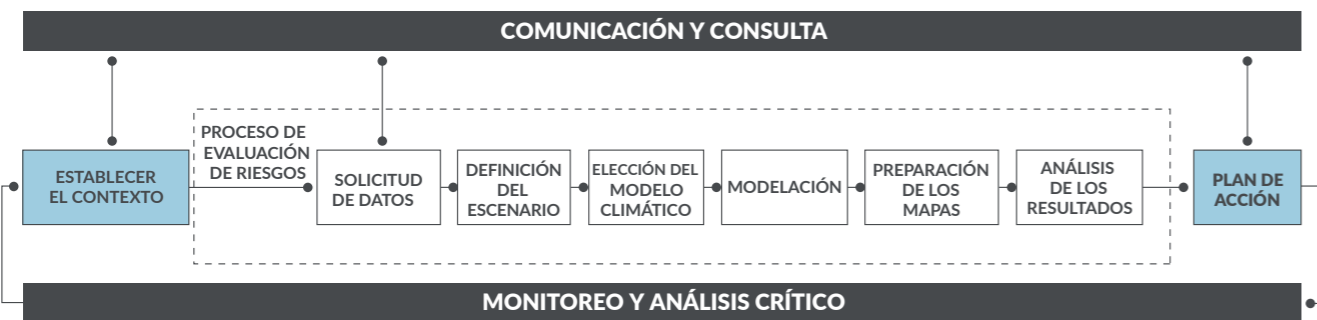 COMUNICACIÓN Y CONSULTA
PROCESO DE
EVALUACIÓN
DE RIESGOS
ESTABLECER
EL CONTEXTO
SOLICITUD
DE DATOS
DEFINICIÓN
DEL
ESCENARIO
ELECCIÓN DEL
MODELO
CLIMÁTICO
MODELACIÓN
PREPARACIÓN
DE LOS
MAPAS
ANÁLISIS
DE LOS
RESULTADOS
PLAN DE
ACCIÓN
MONITOREO Y ANÁLISIS CRÍTICO